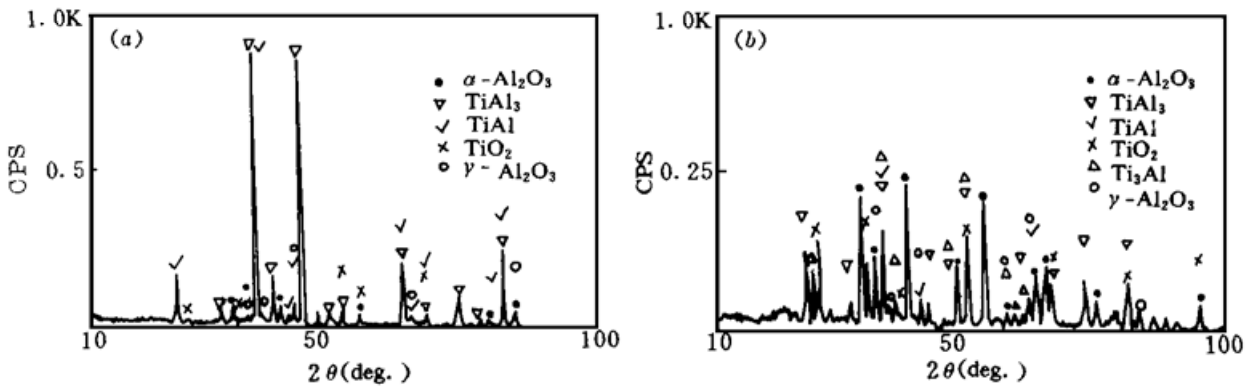 1.0K
(a)
• α-Al₂O₃
▽ TiAl₃
✓ TiAl
× TiO₂
○ γ-Al₂O₃
0.5
CPS
10 50 100
2θ(deg.)
1.0K
(b)
• α-Al₂O₃
▽ TiAl₃
✓ TiAl
× TiO₂
△ Ti₃Al
○ γ-Al₂O₃
0.25
CPS
10 50 100
2θ(deg.)